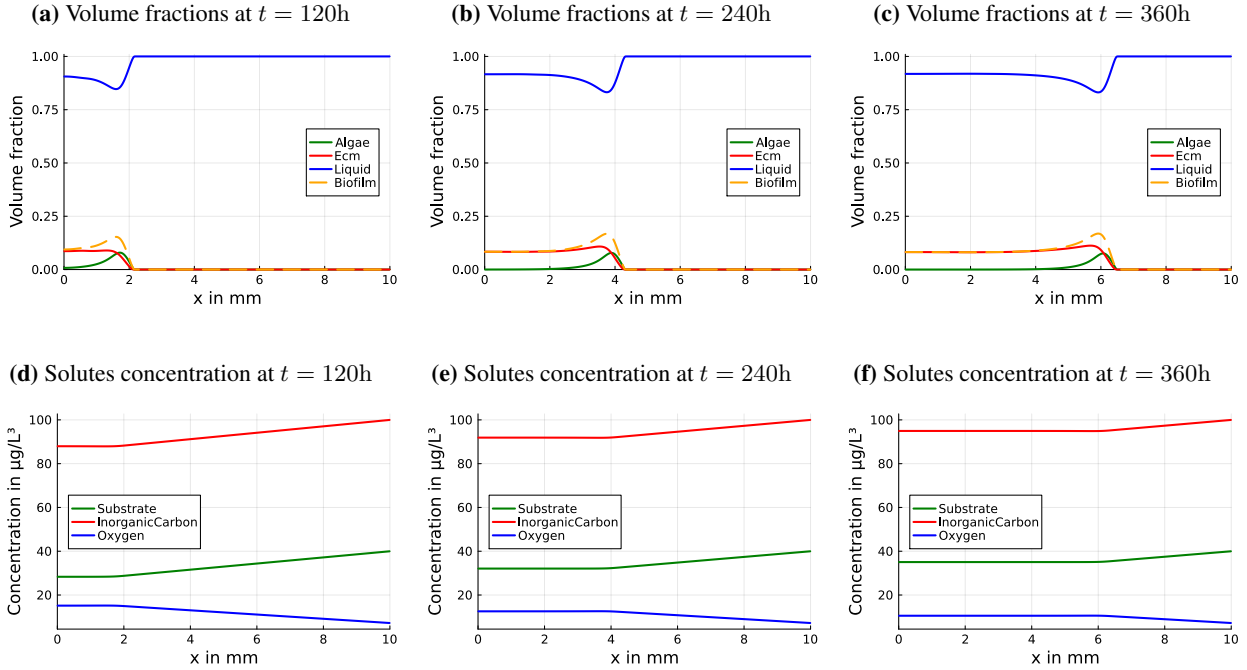 (a) Volume fractions at t = 120h
(b) Volume fractions at t = 240h
(c) Volume fractions at t = 360h
Volume fraction
1.00
0.75
0.50
0.25
0.00
Algae
Ecm
Liquid
Biofilm
0 2 4 6 8 10
x in mm
Volume fraction
1.00
0.75
0.50
0.25
0.00
Algae
Ecm
Liquid
Biofilm
0 2 4 6 8 10
x in mm
Volume fraction
1.00
0.75
0.50
0.25
0.00
Algae
Ecm
Liquid
Biofilm
0 2 4 6 8 10
x in mm
(d) Solutes concentration at t = 120h
(e) Solutes concentration at t = 240h
(f) Solutes concentration at t = 360h
Concentration in μg/L³
100
80
60
40
20
Substrate
InorganicCarbon
Oxygen
0 2 4 6 8 10
x in mm
Concentration in μg/L³
100
80
60
40
20
Substrate
InorganicCarbon
Oxygen
0 2 4 6 8 10
x in mm
Concentration in μg/L³
100
80
60
40
20
Substrate
InorganicCarbon
Oxygen
0 2 4 6 8 10
x in mm